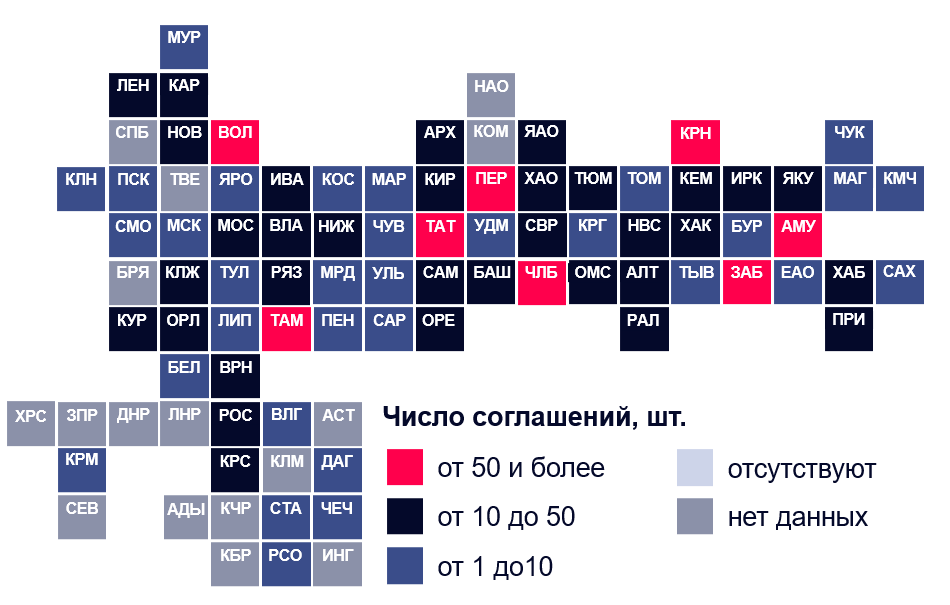 МУР
ЛЕН КАР НАО
СПБ НОВ ВОЛ АРХ КОМ ЯАО КРН ЧУК
КЛН ПСК ТВЕ ЯРО ИВА КОС МАР КИР ПЕР ХАО ТЮМ ТОМ КЕМ ИРК ЯКУ МАГ КМЧ
СМО МСК МОС ВЛА НИЖ ЧУВ ТАТ УДМ СВР КРГ НВС ХАК БУР АМУ
БРЯ КЛЖ ТУЛ РЯЗ МРД УЛЬ САМ БАШ ЧЛБ ОМС АЛТ ТЫВ ЗАБ ЕАО ХАБ САХ
КУР ОРЛ ЛИП ТАМ ПЕН САР ОРЕ РАЛ ПРИ
БЕЛ ВРН
ХРС ЗПР ДНР ЛНР РОС ВЛГ АСТ
КРМ КРС КЛМ ДАГ
СЕВ АДЫ КЧР СТА ЧЕЧ
КБР РСО ИНГ
Число соглашений, шт.
от 50 и более
от 10 до 50
от 1 до10
отсутствуют
нет данных